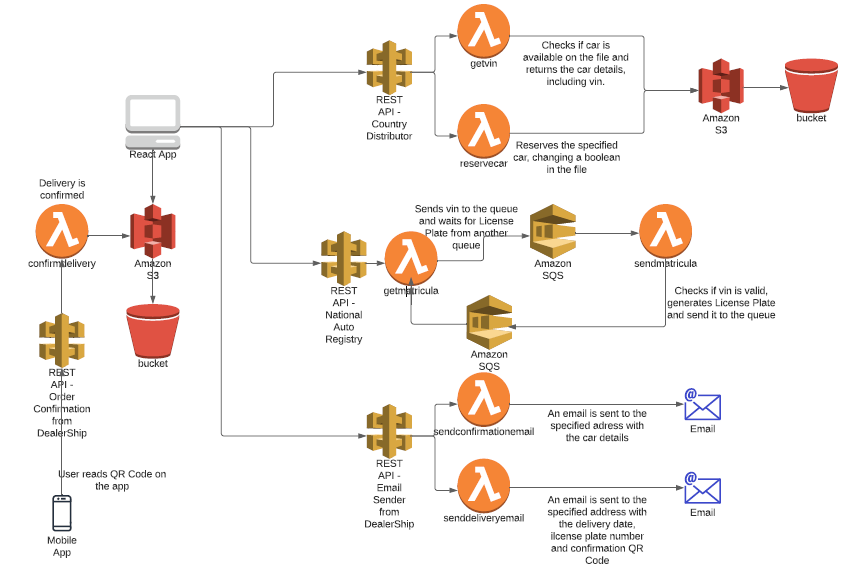 getvin
Checks if car is
available on the file and
returns the car details,
including vin.
REST
API -
Country
Distributor
Amazon
S3
bucket
reservecar
Reserves the specified
car, changing a boolean
in the file
React App
Delivery is
confirmed
confirmdelivery
Amazon
S3
bucket
Sends vin to the queue
and waits for License
Plate from another
queue
REST
API -
National
Auto
Registry
getmatricula
Amazon
SQS
sendmatricula
Checks if vin is valid,
generates License Plate
and send it to the queue
Amazon
SQS
REST
API -
Order
Confirmation
from
DealerShip
User reads QR Code on
the app
Mobile
App
REST
API -
Email
Sender
from
DealerShip
sendconfirmationemail
An email is sent to the
specified adress with
the car details
@
Email
senddeliveryemail
An email is sent to the
specified address with
the delivery date,
ilcense plate number
and confirmation QR
Code
@
Email